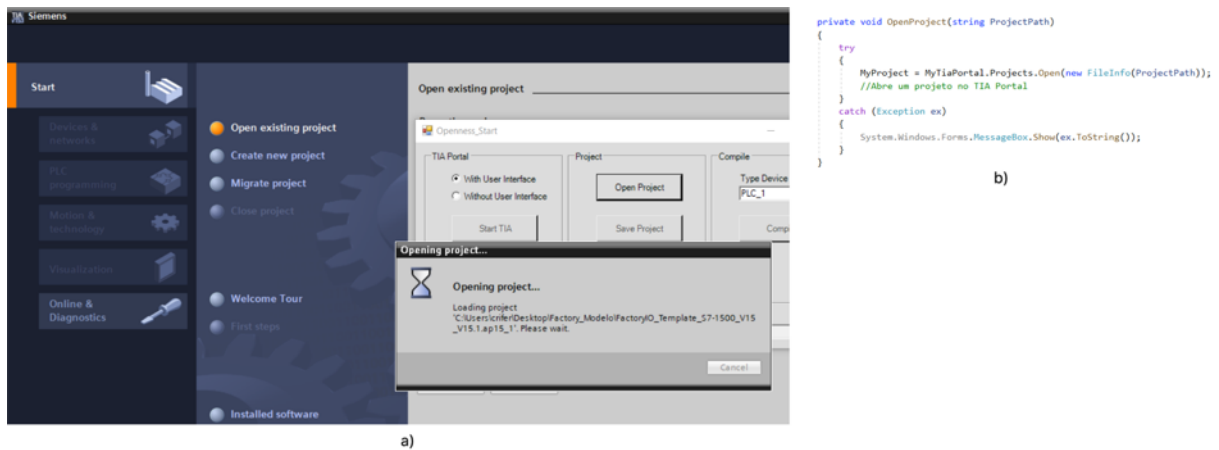 Siemens
Start
Devices &
networks
PLC
programming
Motion &
technology
Visualization
Online &
Diagnostics
Open existing project
Create new project
Migrate project
Close project
Welcome Tour
First steps
Installed software
Open existing project
Openness_Start
TIA Portal
With User Interface
Without User Interface
Start TIA
Project
Open Project
Save Project
Compile
Type Device
PLC_1
Comp
Opening project...
Opening project...
Loading project
'C:\Users\crifer\Desktop\Factory_Modelo\FactoryIO_Template_S7-1500_V15
_V15.1.ap15_1'. Please wait.
Cancel
a)
private void OpenProject(string ProjectPath)
{
try
{
MyProject = MyTiaPortal.Projects.Open(new FileInfo(ProjectPath));
//Abre um projeto no TIA Portal
}
catch (Exception ex)
{
System.Windows.Forms.MessageBox.Show(ex.ToString());
}
}
b)